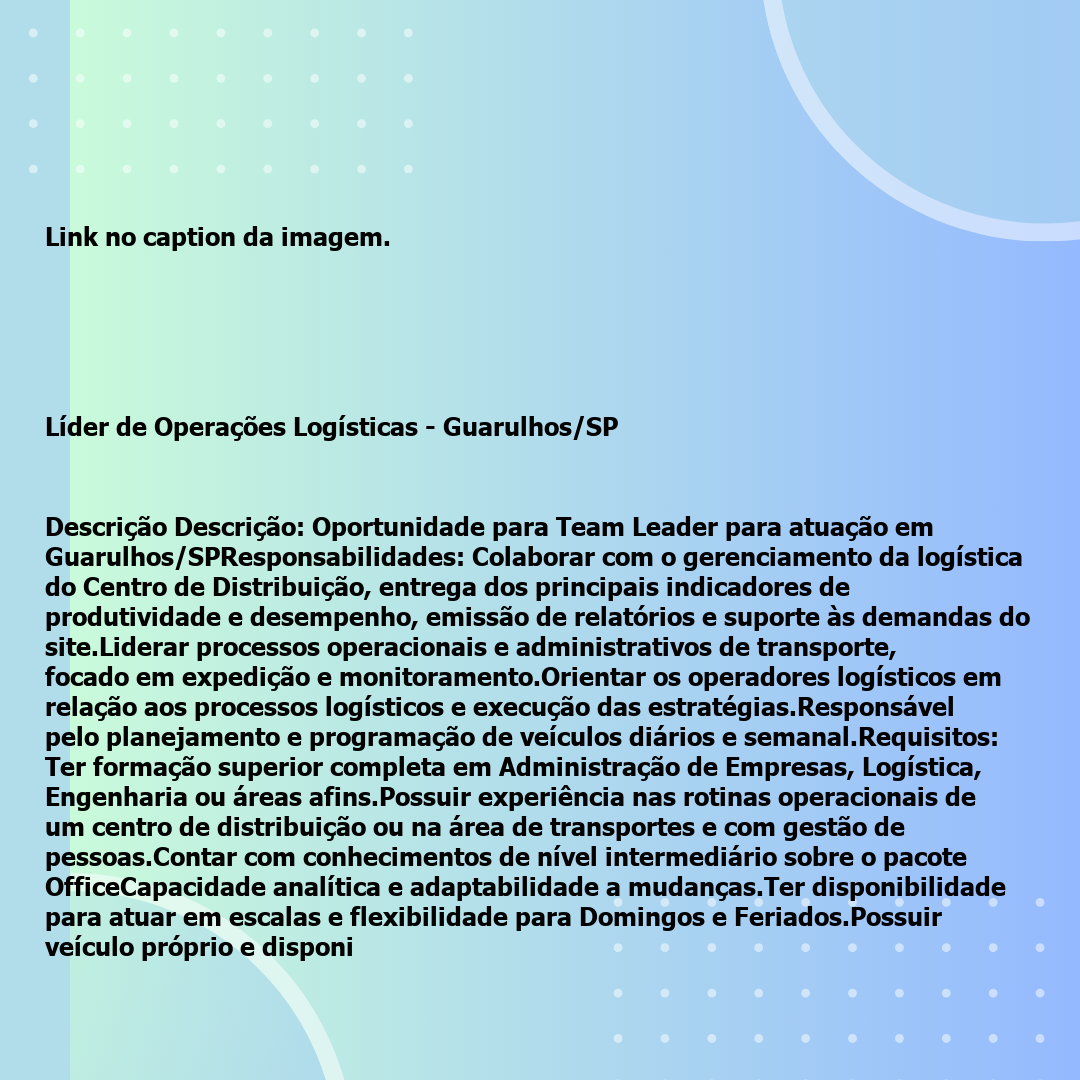 Link no caption da imagem.
Líder de Operações Logísticas - Guarulhos/SP
Descrição Descrição: Oportunidade para Team Leader para atuação em
Guarulhos/SPResponsabilidades: Colaborar com o gerenciamento da logística
do Centro de Distribuição, entrega dos principais indicadores de
produtividade e desempenho, emissão de relatórios e suporte às demandas do
site.Liderar processos operacionais e administrativos de transporte,
focado em expedição e monitoramento.Orientar os operadores logísticos em
relação aos processos logísticos e execução das estratégias.Responsável
pelo planejamento e programação de veículos diários e semanal.Requisitos:
Ter formação superior completa em Administração de Empresas, Logística,
Engenharia ou áreas afins.Possuir experiência nas rotinas operacionais de
um centro de distribuição ou na área de transportes e com gestão de
pessoas.Contar com conhecimentos de nível intermediário sobre o pacote
OfficeCapacidade analítica e adaptabilidade a mudanças.Ter disponibilidade
para atuar em escalas e flexibilidade para Domingos e Feriados.Possuir
veículo próprio e disponi